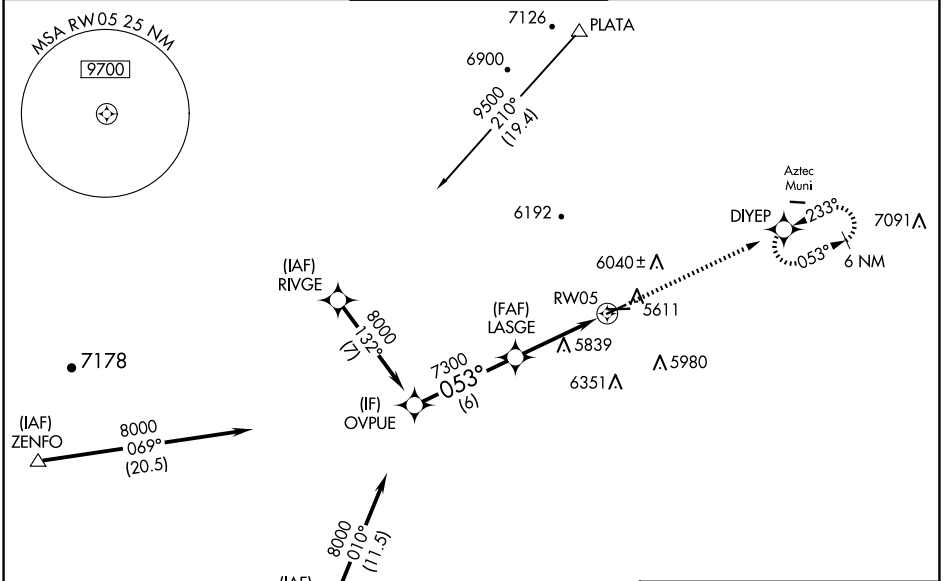 MSA RW05 25 NM
9700
7126
PLATA
6900
9500
210°
(19.4)
Aztec
Muni
6192
DIYEP
233°
7091
053°
6 NM
6040±
(IAF)
RIVGE
RW05
5611
(FAF)
LASGE
8000
132°
(7)
5839
7178
7300
053°
(6)
5980
6351
(IF)
OVPUE
(IAF)
ZENFO
8000
069°
(20.5)
8000
010°
(11.5)
(IAF)